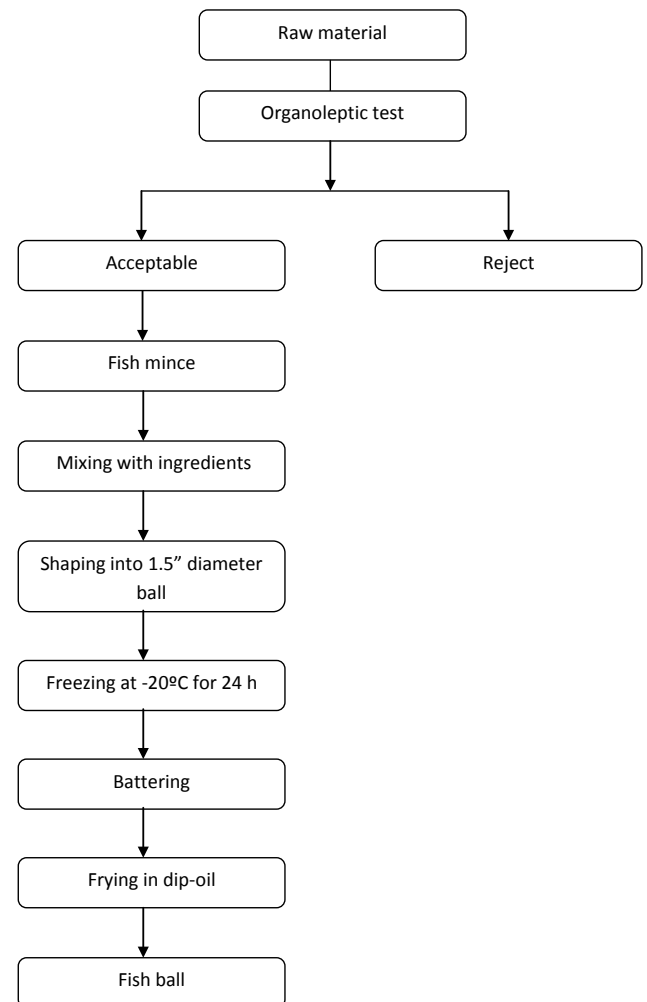 Raw material
Organoleptic test
Acceptable
Reject
Fish mince
Mixing with ingredients
Shaping into 1.5” diameter
ball
Freezing at -20ºC for 24 h
Battering
Frying in dip-oil
Fish ball